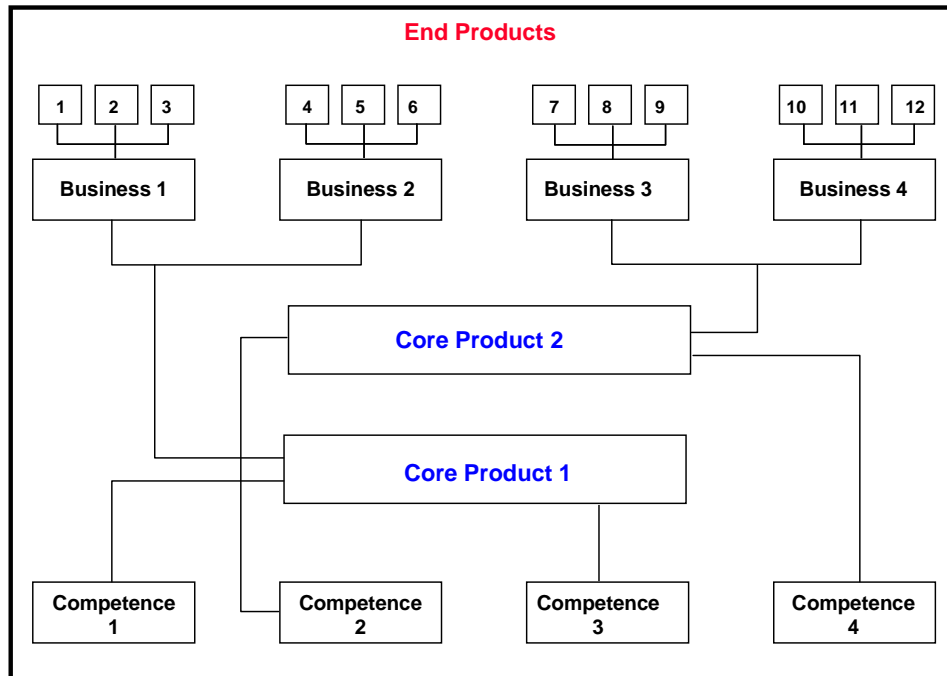 End Products
1 2 3 4 5 6 7 8 9 10 11 12
Business 1 Business 2 Business 3 Business 4
Core Product 2
Core Product 1
Competence
1
Competence
2
Competence
3
Competence
4